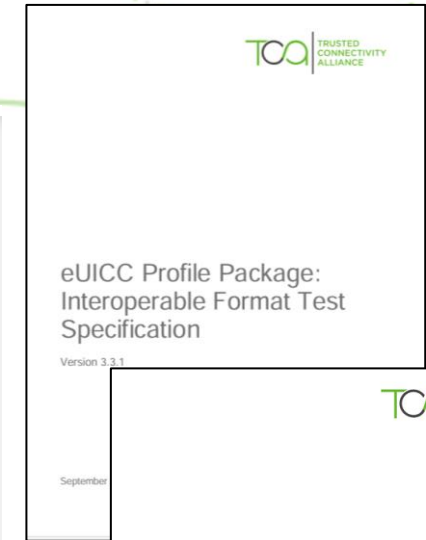 TCA
TRUSTED
CONNECTIVITY
ALLIANCE
eUICC Profile Package:
Interoperable Format Test
Specification
Version 3.3.1
September